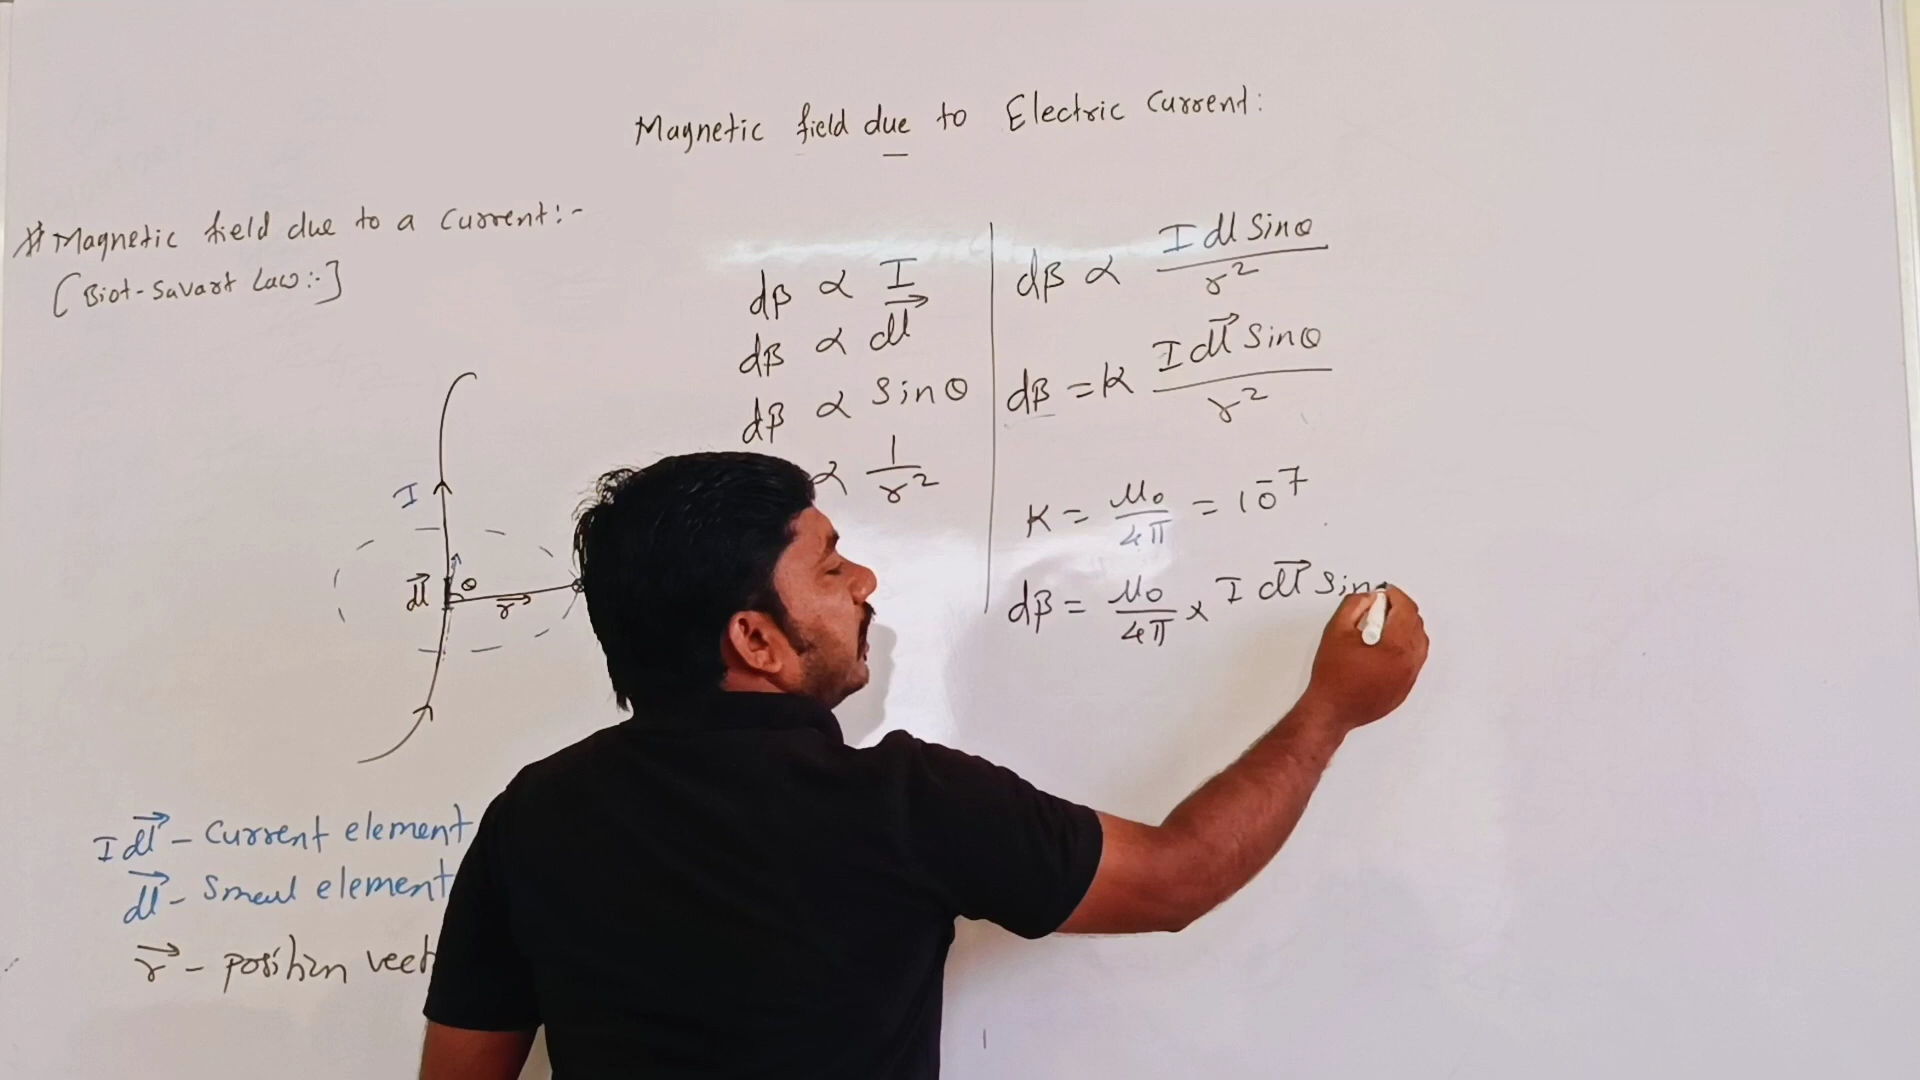 Magnetic field due to Electric Current:
# Magnetic field due to a Current:-
[Biot-Savart Law:-]
I
dl⃗ θ
r⃗
I dl⃗ - Current element
dl⃗ - Small element
r⃗ - position
dβ ∝ I
dβ ∝ dl⃗
dβ ∝ Sinθ
∝ 1/r²
dβ ∝ I dl Sinθ / r²
dβ = K I dl⃗ Sinθ / r²
K = μ₀/4π = 10⁻⁷
dβ = μ₀/4π × I dl⃗ Sin